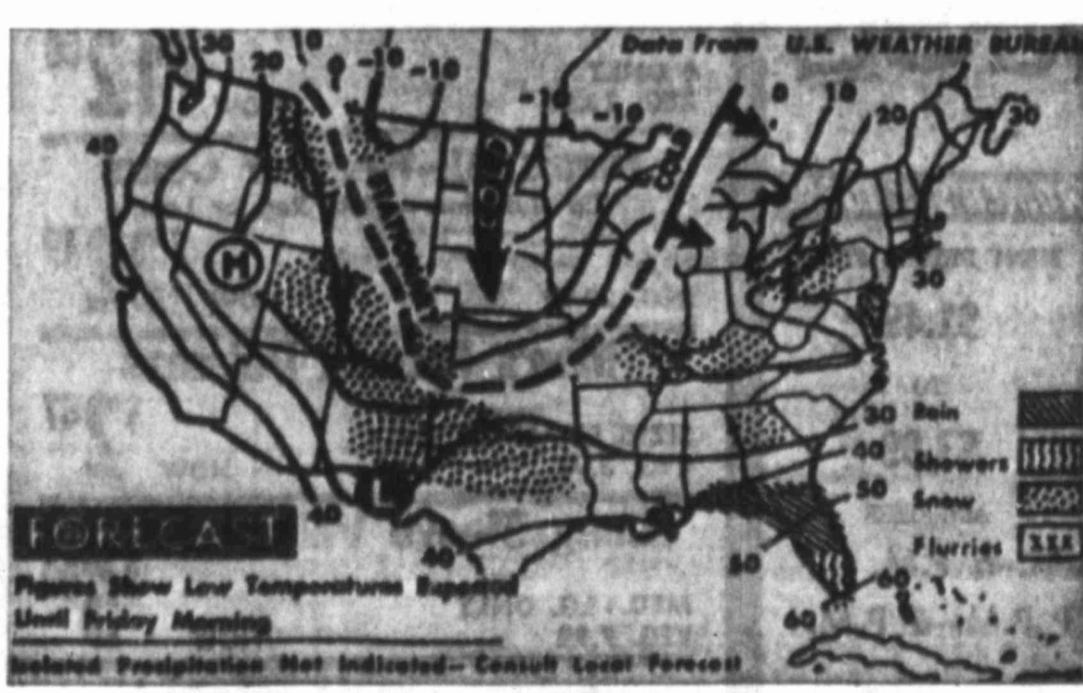 Data From U.S. WEATHER BUREAU
30 20 10 0 -10 -10
-10 -10 0 10 20 30
40
COLD
COLD
STATIONARY
H
30
L
30
40
50
40
40
50
60
60
Rain
Showers
Snow
Flurries
FORECAST
Figures Show Low Temperatures Expected
Until Friday Morning
Isolated Precipitation Not Indicated— Consult Local Forecast